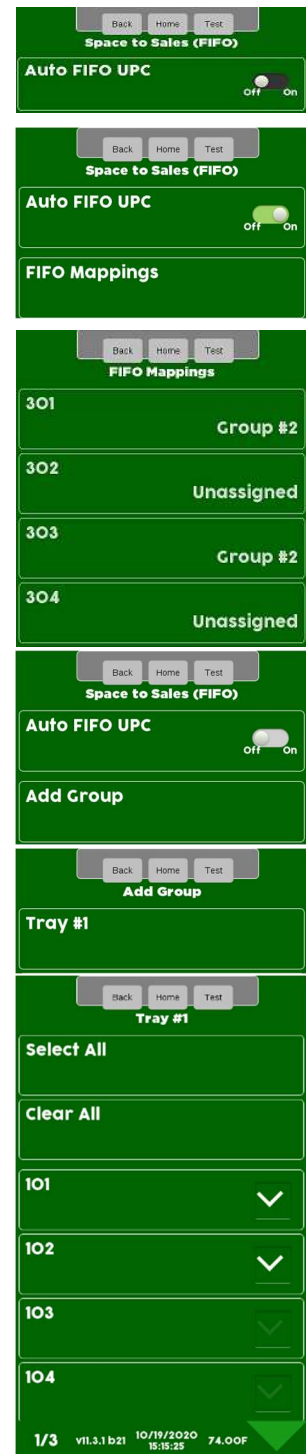 Back Home Test
Space to Sales (FIFO)
Auto FIFO UPC
Off On
Back Home Test
Space to Sales (FIFO)
Auto FIFO UPC
Off On
FIFO Mappings
Back Home Test
FIFO Mappings
301
Group #2
302
Unassigned
303
Group #2
304
Unassigned
Back Home Test
Space to Sales (FIFO)
Auto FIFO UPC
Off On
Add Group
Back Home Test
Add Group
Tray #1
Back Home Test
Tray #1
Select All
Clear All
101
102
103
104
1/3 v11.3.1 b21 10/19/2020 15:15:25 74.00F